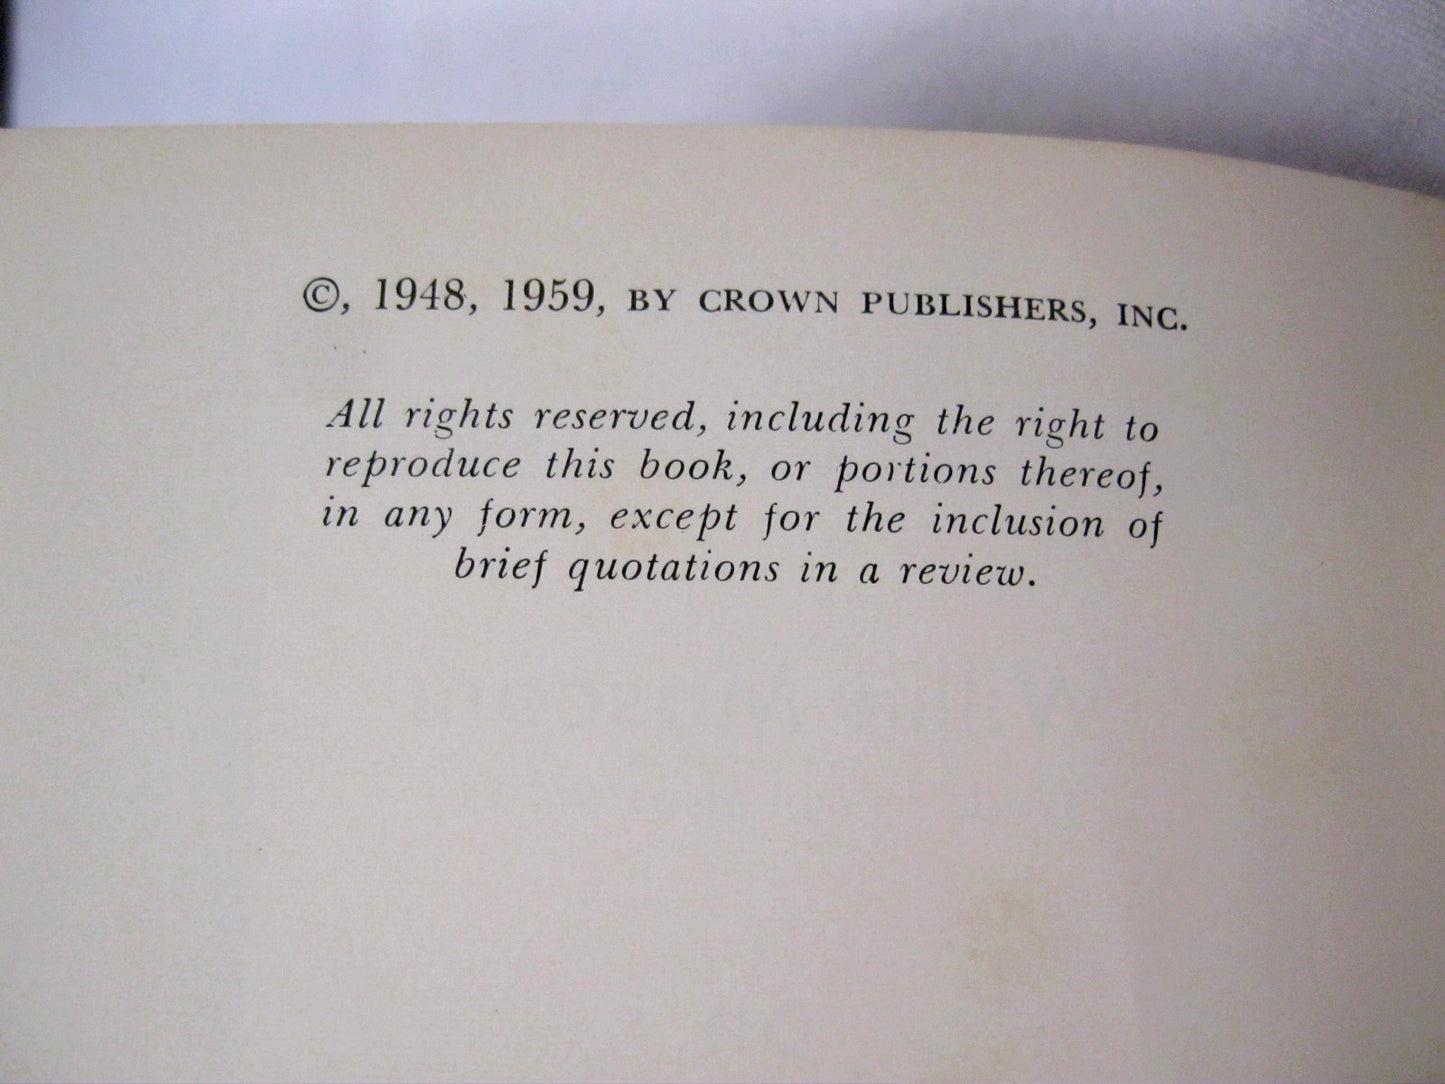 ©, 1948, 1959, BY CROWN PUBLISHERS, INC.
All rights reserved, including the right to
reproduce this book, or portions thereof,
in any form, except for the inclusion of
brief quotations in a review.